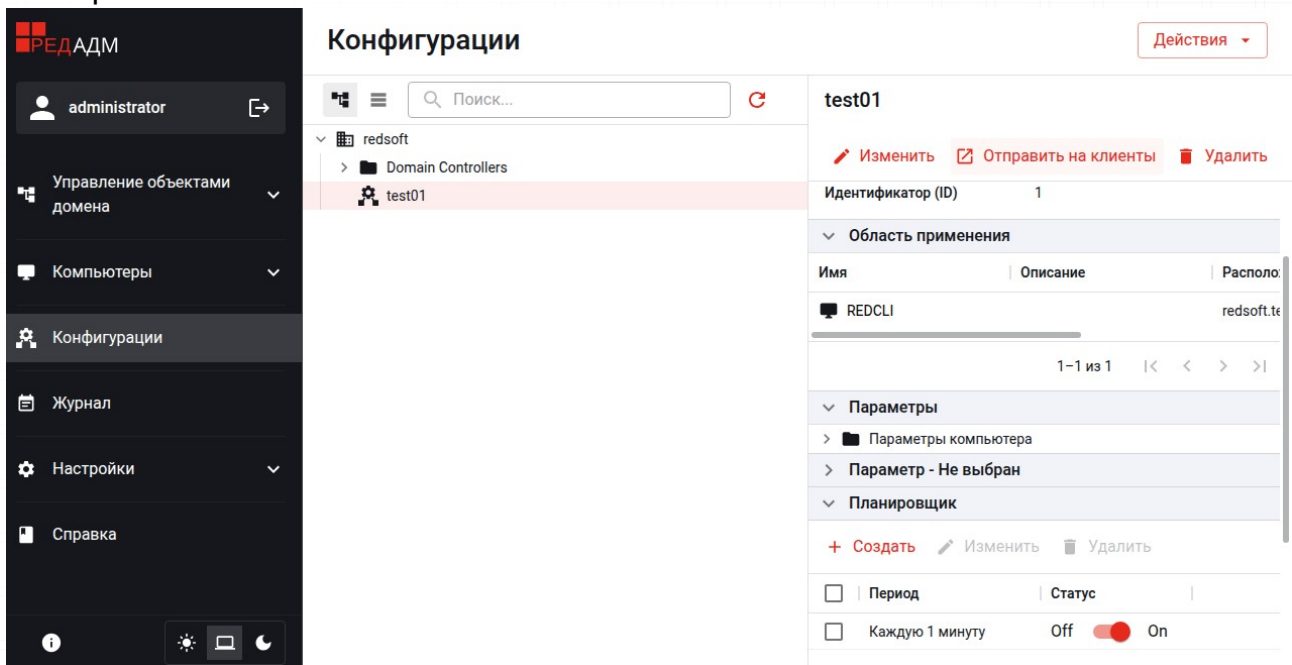 РЕДАДМ
Конфигурации
Действия
administrator
Поиск...
test01
redsoft
Изменить
Отправить на клиенты
Удалить
Управление объектами
домена
Domain Controllers
test01
Идентификатор (ID) 1
Область применения
Компьютеры
Имя Описание Располо
REDCLI redsoft.te
Конфигурации
1–1 из 1
Журнал
Параметры
Параметры компьютера
Настройки
Параметр - Не выбран
Планировщик
Справка
+ Создать Изменить Удалить
Период Статус
Каждую 1 минуту Off On